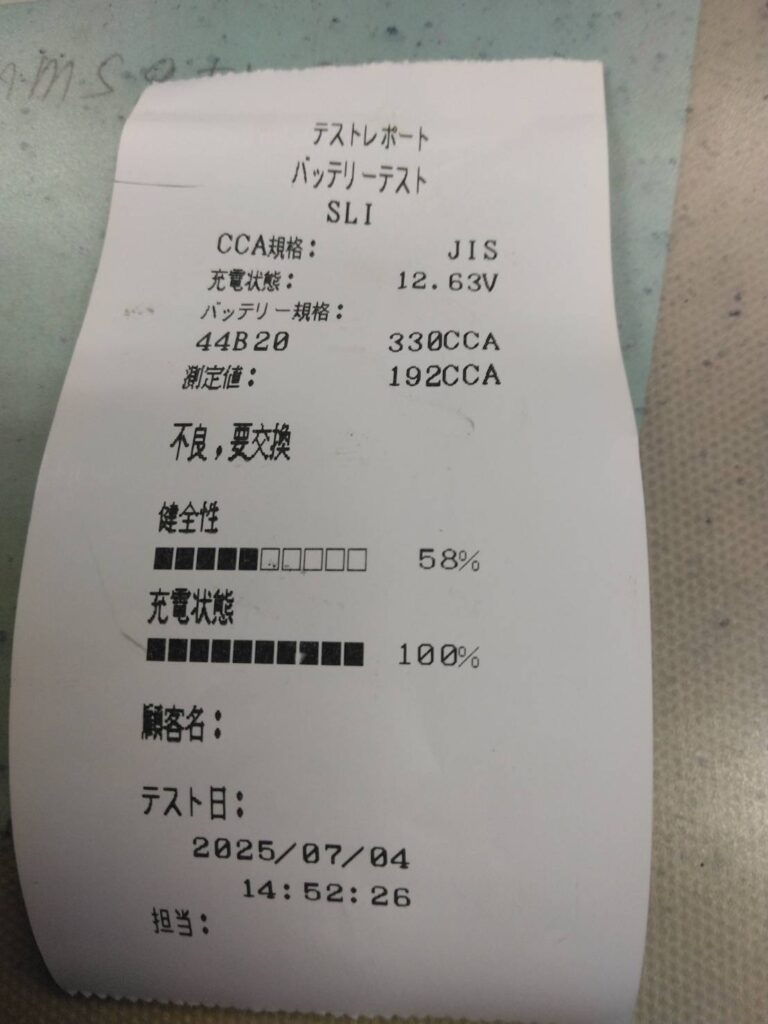 テストレポート
バッテリーテスト
SLI
CCA規格: JIS
充電状態: 12.63V
バッテリー規格:
44B20 330CCA
測定値: 192CCA
不良,要交換
健全性
58%
充電状態
100%
顧客名:
テスト日:
2025/07/04
14:52:26
担当: